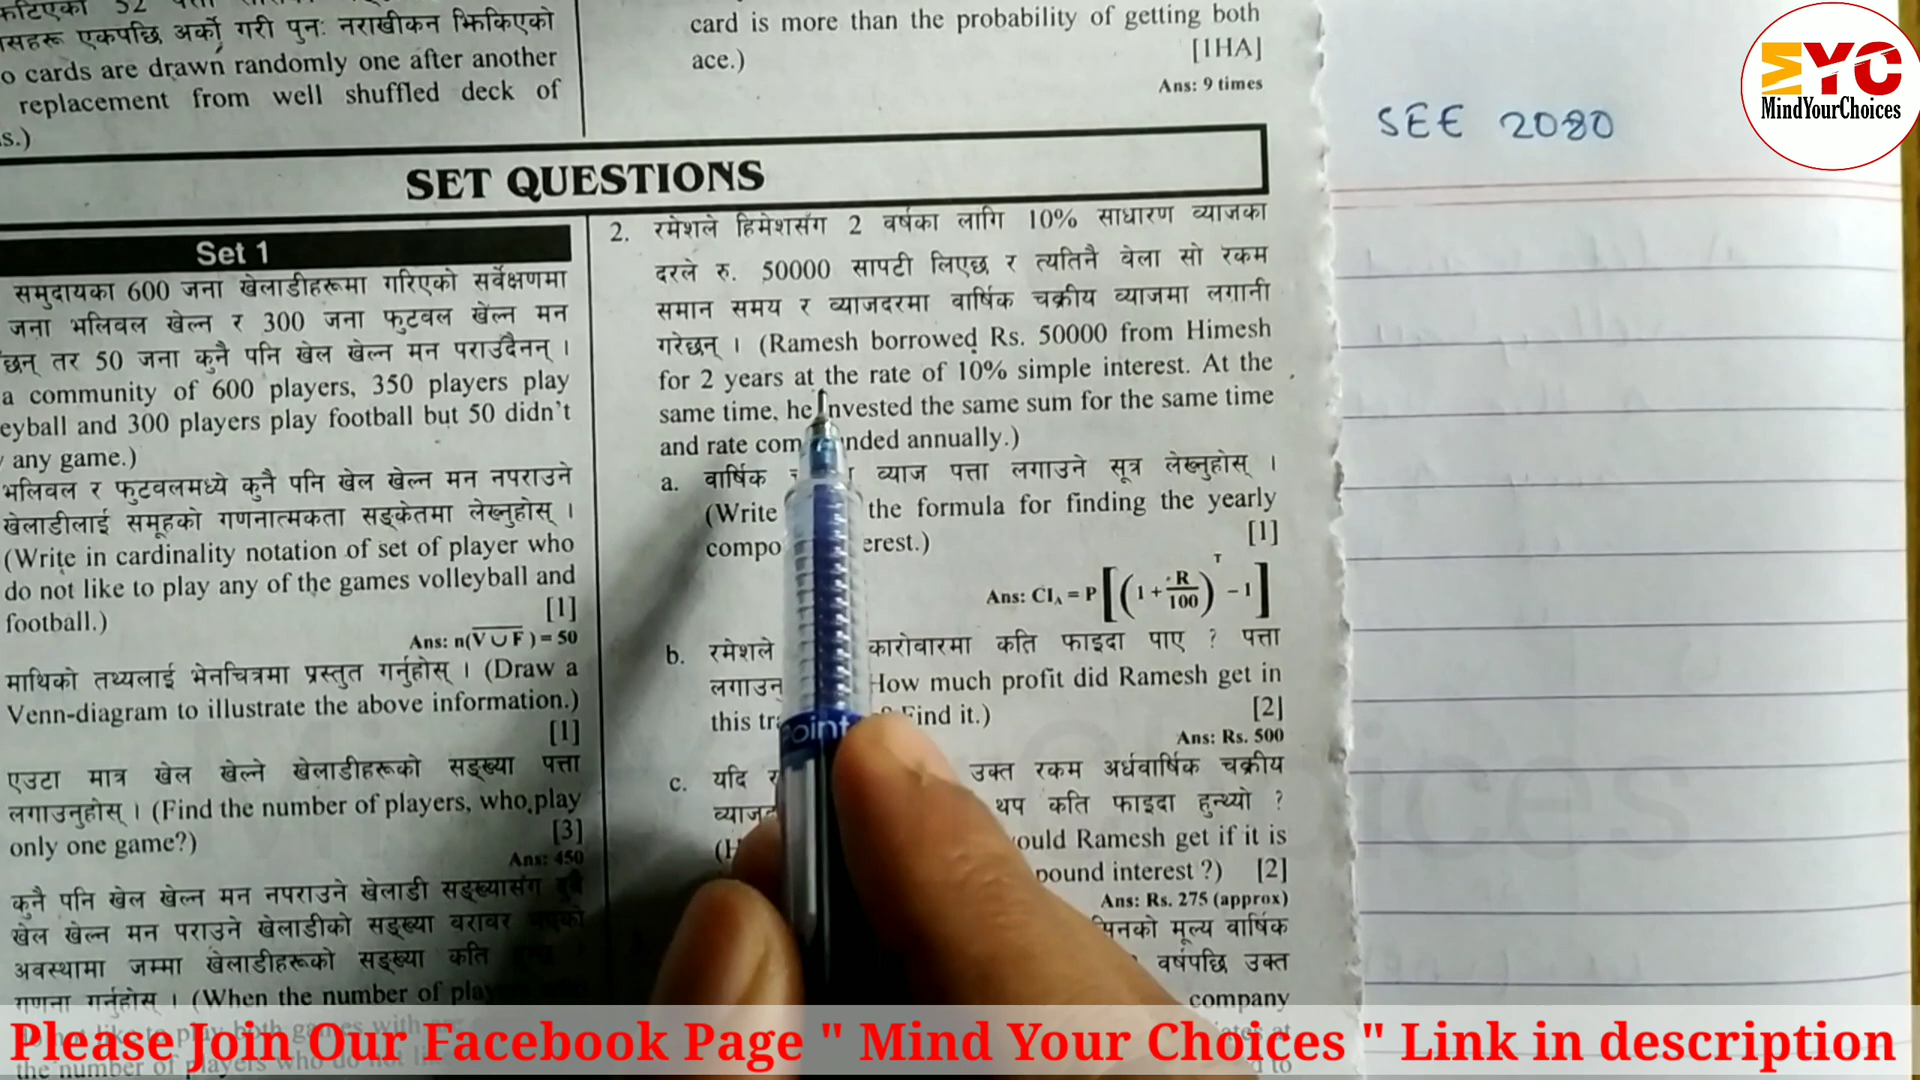 card is more than the probability of getting both
ace.) [1HA]
Ans: 9 times
एकपछि अर्को गरी पुनः नराखीकन झिकिएको
o cards are drawn randomly one after another
replacement from well shuffled deck of
s.)
SEE 2080
MYC
MindYourChoices
SET QUESTIONS
Set 1
समुदायका 600 जना खेलाडीहरूमा गरिएको सर्वेक्षणमा
जना भलिबल खेल्न र 300 जना फुटबल खेल्न मन
छन् तर 50 जना कुनै पनि खेल खेल्न मन पराउँदैनन् ।
a community of 600 players, 350 players play
eyball and 300 players play football but 50 didn't
any game.)
भलिबल र फुटबलमध्ये कुनै पनि खेल खेल्न मन नपराउने
खेलाडीलाई समूहको गणनात्मकता सङ्केतमा लेख्नुहोस् ।
(Write in cardinality notation of set of player who
do not like to play any of the games volleyball and
football.) [1]
Ans: n(V ∪ F) = 50
माथिको तथ्यलाई भेनचित्रमा प्रस्तुत गर्नुहोस् । (Draw a
Venn-diagram to illustrate the above information.)
[1]
एउटा मात्र खेल खेल्ने खेलाडीहरूको सङ्ख्या पत्ता
लगाउनुहोस् । (Find the number of players, who play
only one game?) [3]
Ans: 450
कुनै पनि खेल खेल्न मन नपराउने खेलाडी सङ्ख्यासँग दुबै
खेल खेल्न मन पराउने खेलाडीको सङ्ख्या बराबर
अवस्थामा जम्मा खेलाडीहरूको सङ्ख्या कति
गणना गर्नुहोस् । (When the number of
2. रमेशले हिमेशसँग 2 वर्षका लागि 10% साधारण ब्याजका
दरले रु. 50000 सापटी लिएछ र त्यतिनै बेला सो रकम
समान समय र ब्याजदरमा वार्षिक चक्रीय ब्याजमा लगानी
गरेछन् । (Ramesh borrowed Rs. 50000 from Himesh
for 2 years at the rate of 10% simple interest. At the
same time, he invested the same sum for the same time
and rate compounded annually.)
a. वार्षिक ब्याज पत्ता लगाउने सूत्र लेख्नुहोस् ।
(Write the formula for finding the yearly
compo erest.) [1]
Ans: CI_A = P [(1 + R/100)^T − 1]
b. रमेशले कारोबारमा कति फाइदा पाए ? पत्ता
लगाउन How much profit did Ramesh get in
this tr Find it.) [2]
Ans: Rs. 500
c. यदि उक्त रकम अर्धवार्षिक चक्रीय
थप कति फाइदा हुन्थ्यो ?
ould Ramesh get if it is
pound interest ?) [2]
Ans: Rs. 275 (approx)
मूल्य वार्षिक
वर्षपछि उक्त
company
Please Join Our Facebook Page " Mind Your Choices " Link in description